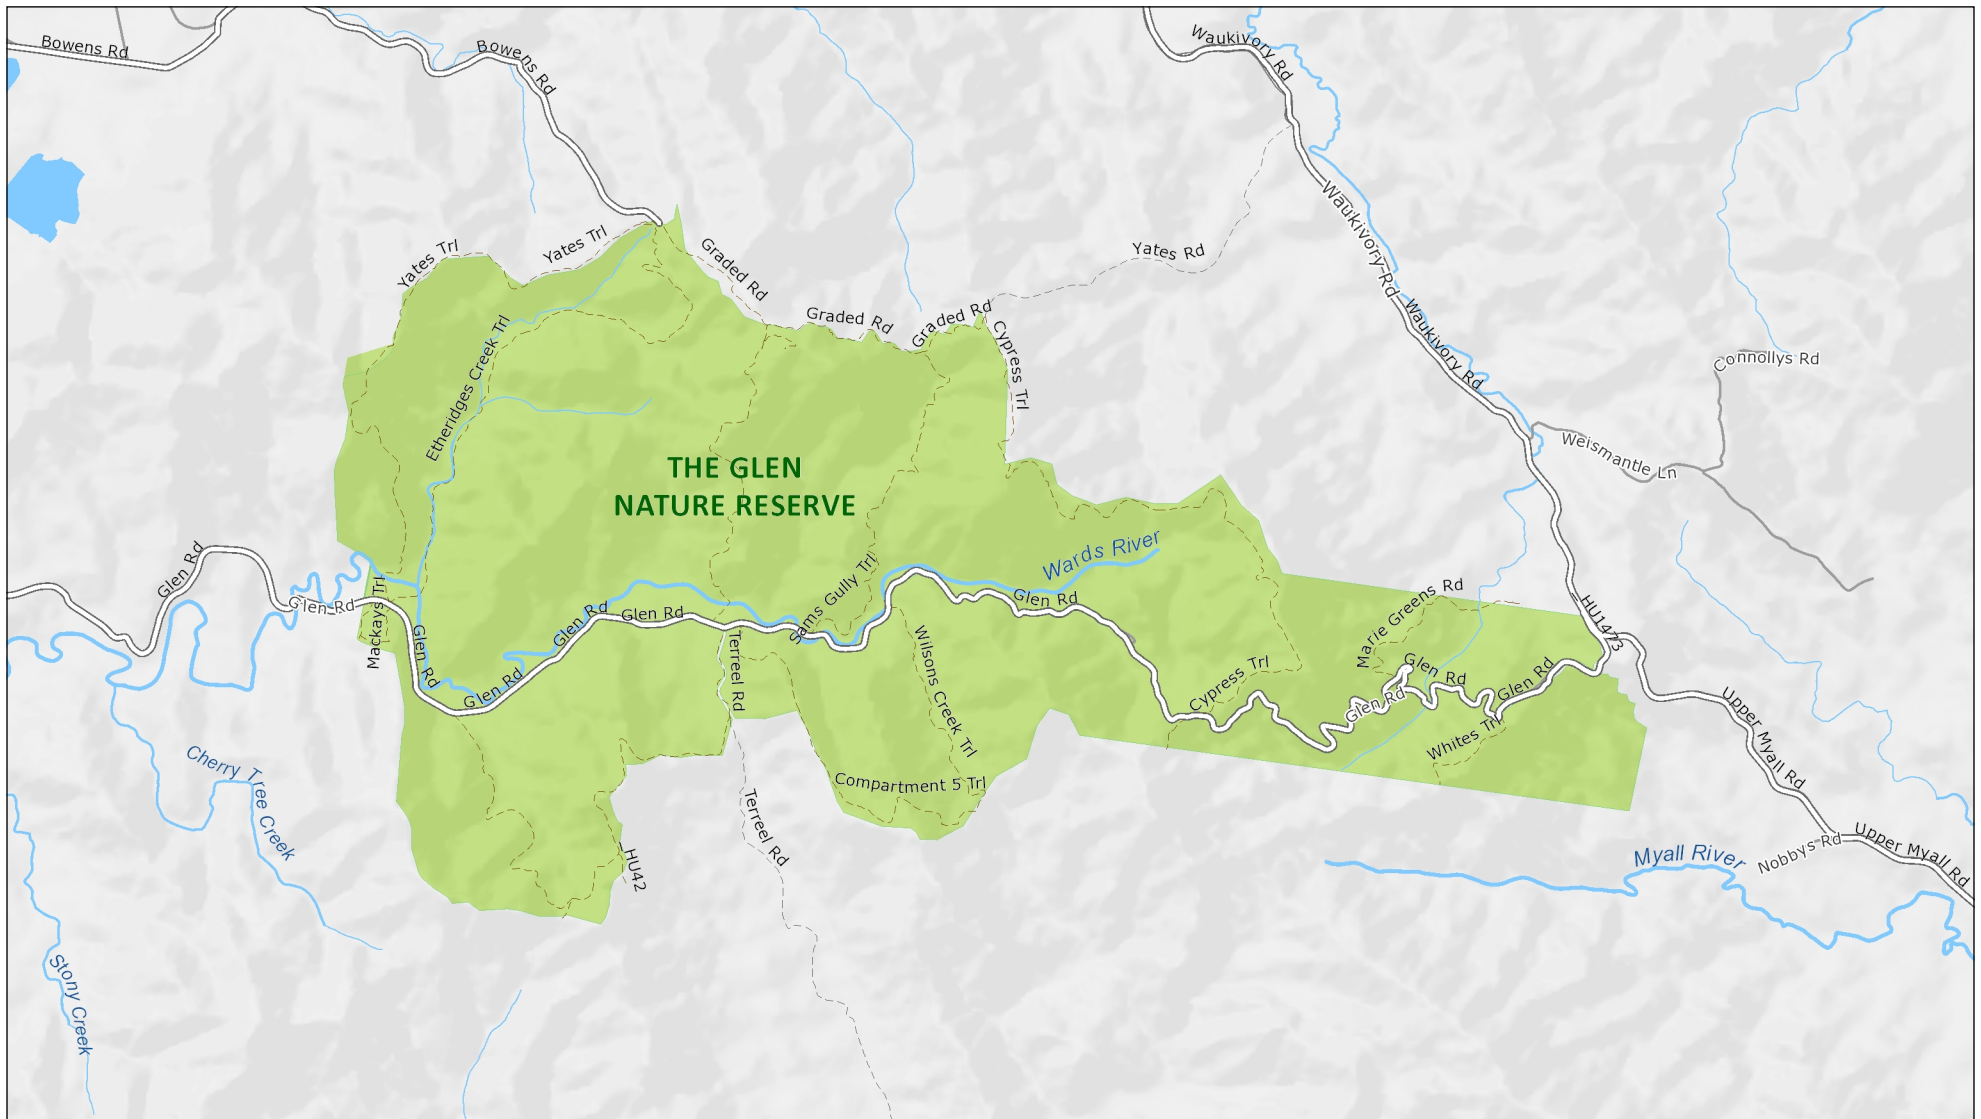 Bowens Rd
Bowens Rd
Waukivory Rd
Waukivory Rd
Waukivory Rd
Yates Trl
Yates Trl
Graded Rd
Graded Rd
Graded Rd
Yates Rd
Cypress Trl
Connollys Rd
Weismantle Ln
Etheridges Creek Trl
THE GLEN
NATURE RESERVE
Wards River
Glen Rd
Glen Rd
Mackays Trl
Glen Rd
Glen Rd
Glen Rd
Glen Rd
Sams Gully Trl
Glen Rd
Terreel Rd
Wilsons Creek Trl
Marie Greens Rd
HU1473
Cypress Trl
Glen Rd
Glen Rd
Glen Rd
Whites Trl
Upper Myall Rd
Cherry Tree Creek
Compartment 5 Trl
Terreel Rd
HU42
Myall River
Nobbys Rd
Upper Myall Rd
Stony Creek